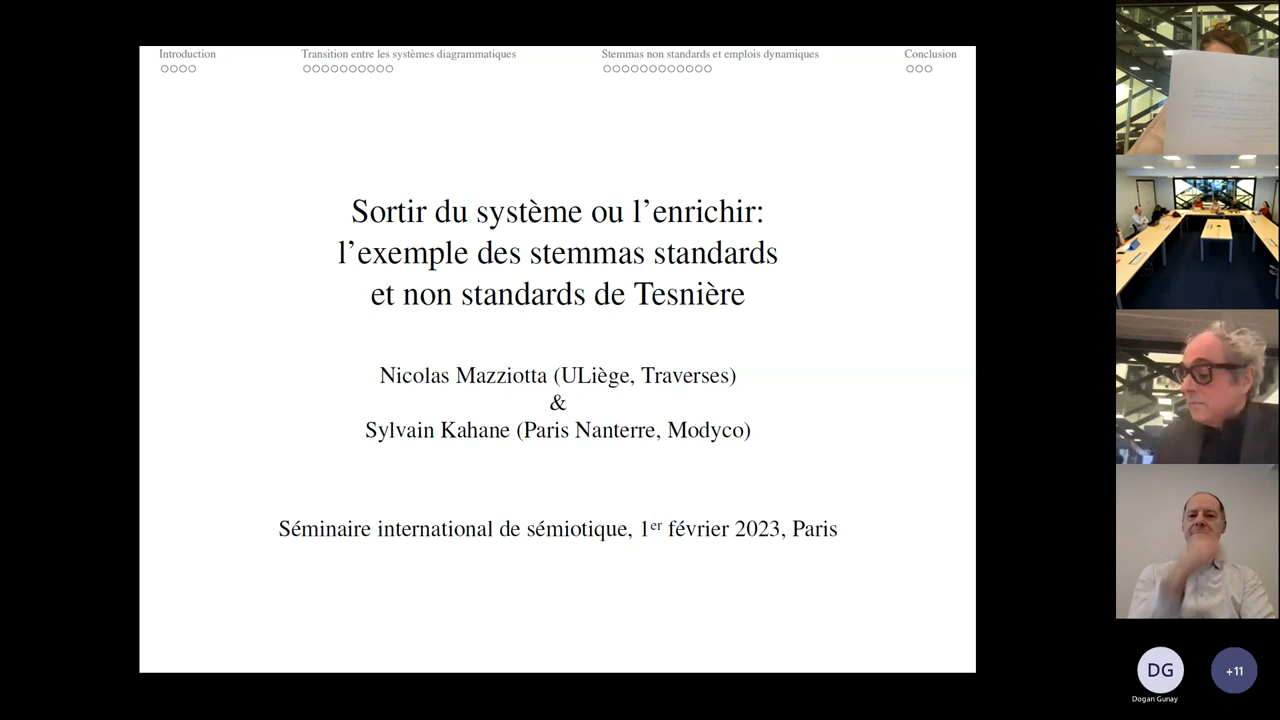 Introduction
Transition entre les systèmes diagrammatiques
Stemmas non standards et emplois dynamiques
Conclusion
Sortir du système ou l'enrichir:
l'exemple des stemmas standards
et non standards de Tesnière
Nicolas Mazziotta (ULiège, Traverses)
&
Sylvain Kahane (Paris Nanterre, Modyco)
Séminaire international de sémiotique, 1er février 2023, Paris
DG
+11
Dogan Gunay